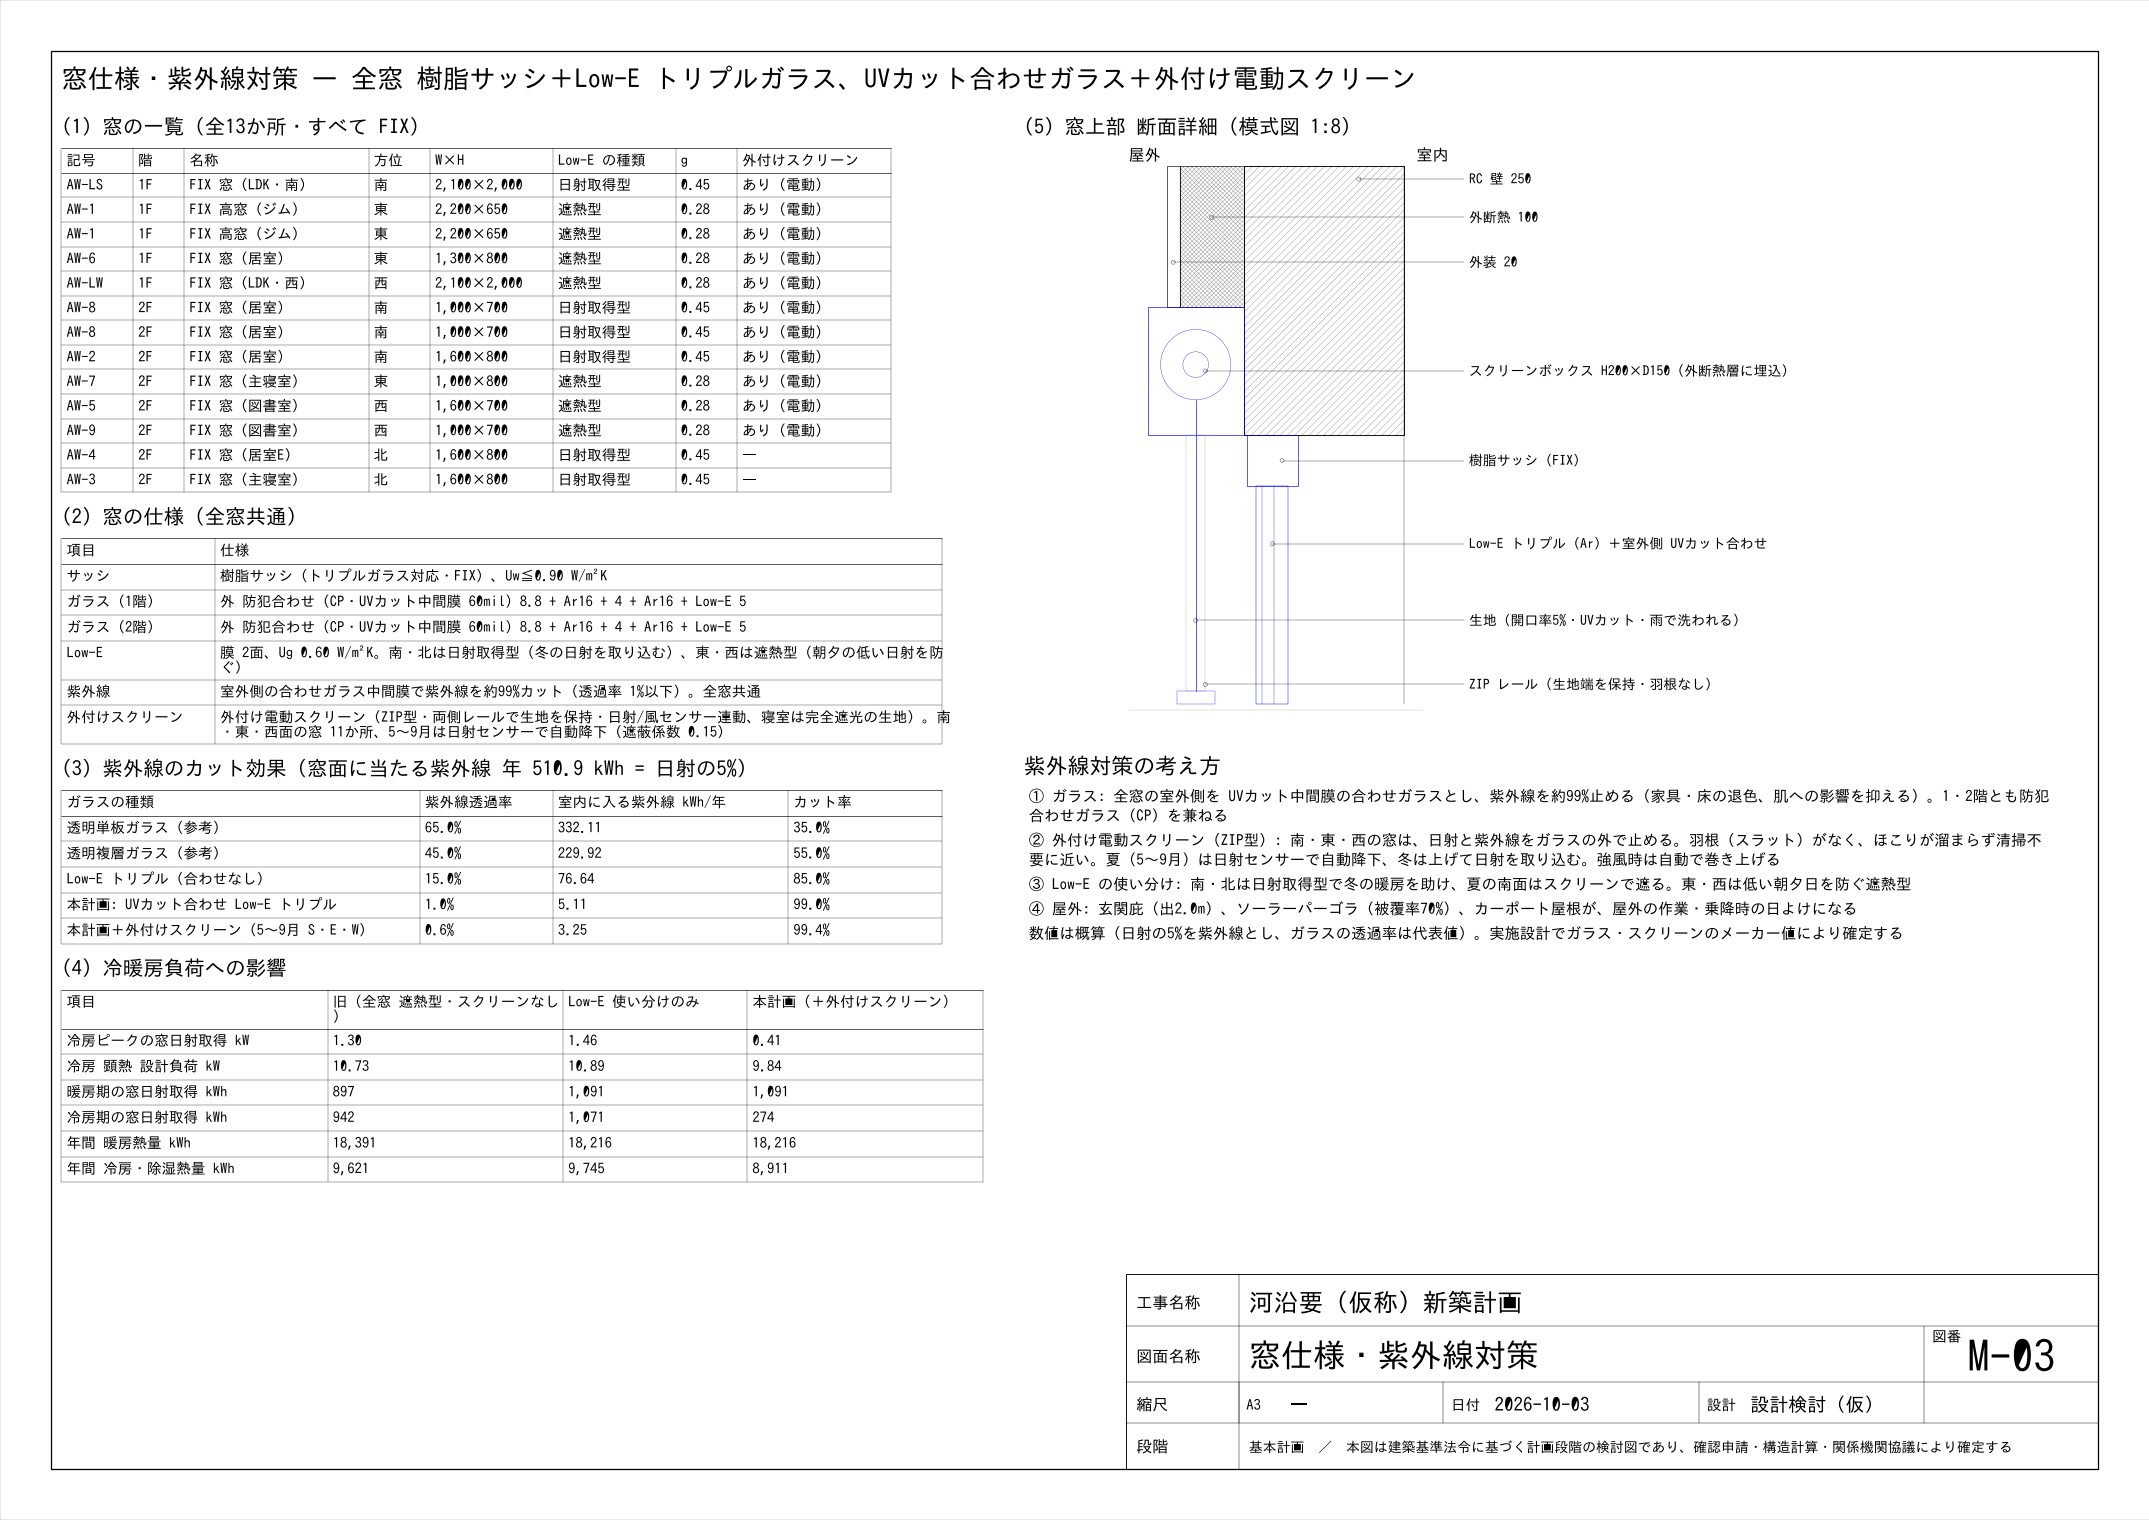 窓仕様・紫外線対策 ー 全窓 樹脂サッシ＋Low-E トリプルガラス、UVカット合わせガラス＋外付け電動スクリーン
(1) 窓の一覧（全13か所・すべて FIX）
記号 階 名称 方位 W×H Low-E の種類 g 外付けスクリーン
AW-LS 1F FIX 窓（LDK・南） 南 2,100×2,000 日射取得型 0.45 あり（電動）
AW-1 1F FIX 高窓（ジム） 東 2,200×650 遮熱型 0.28 あり（電動）
AW-1 1F FIX 高窓（ジム） 東 2,200×650 遮熱型 0.28 あり（電動）
AW-6 1F FIX 窓（居室） 東 1,300×800 遮熱型 0.28 あり（電動）
AW-LW 1F FIX 窓（LDK・西） 西 2,100×2,000 遮熱型 0.28 あり（電動）
AW-8 2F FIX 窓（居室） 南 1,000×700 日射取得型 0.45 あり（電動）
AW-8 2F FIX 窓（居室） 南 1,000×700 日射取得型 0.45 あり（電動）
AW-2 2F FIX 窓（居室） 南 1,600×800 日射取得型 0.45 あり（電動）
AW-7 2F FIX 窓（主寝室） 東 1,000×800 遮熱型 0.28 あり（電動）
AW-5 2F FIX 窓（図書室） 西 1,600×700 遮熱型 0.28 あり（電動）
AW-9 2F FIX 窓（図書室） 西 1,000×700 遮熱型 0.28 あり（電動）
AW-4 2F FIX 窓（居室E） 北 1,600×800 日射取得型 0.45 ―
AW-3 2F FIX 窓（主寝室） 北 1,600×800 日射取得型 0.45 ―
(2) 窓の仕様（全窓共通）
項目 仕様
サッシ 樹脂サッシ（トリプルガラス対応・FIX）、Uw≦0.90 W/m²K
ガラス（1階） 外 防犯合わせ（CP・UVカット中間膜 60mil）8.8 + Ar16 + 4 + Ar16 + Low-E 5
ガラス（2階） 外 防犯合わせ（CP・UVカット中間膜 60mil）8.8 + Ar16 + 4 + Ar16 + Low-E 5
Low-E 膜 2面、Ug 0.60 W/m²K。南・北は日射取得型（冬の日射を取り込む）、東・西は遮熱型（朝夕の低い日射を防
ぐ）
紫外線 室外側の合わせガラス中間膜で紫外線を約99%カット（透過率 1%以下）。全窓共通
外付けスクリーン 外付け電動スクリーン（ZIP型・両側レールで生地を保持・日射/風センサー連動、寝室は完全遮光の生地）。南
・東・西面の窓 11か所、5～9月は日射センサーで自動降下（遮蔽係数 0.15）
(3) 紫外線のカット効果（窓面に当たる紫外線 年 510.9 kWh = 日射の5%）
ガラスの種類 紫外線透過率 室内に入る紫外線 kWh/年 カット率
透明単板ガラス（参考） 65.0% 332.11 35.0%
透明複層ガラス（参考） 45.0% 229.92 55.0%
Low-E トリプル（合わせなし） 15.0% 76.64 85.0%
本計画: UVカット合わせ Low-E トリプル 1.0% 5.11 99.0%
本計画＋外付けスクリーン（5～9月 S・E・W） 0.6% 3.25 99.4%
(4) 冷暖房負荷への影響
項目 旧（全窓 遮熱型・スクリーンなし Low-E 使い分けのみ 本計画（＋外付けスクリーン）
）
冷房ピークの窓日射取得 kW 1.30 1.46 0.41
冷房 顕熱 設計負荷 kW 10.73 10.89 9.84
暖房期の窓日射取得 kWh 897 1,091 1,091
冷房期の窓日射取得 kWh 942 1,071 274
年間 暖房熱量 kWh 18,391 18,216 18,216
年間 冷房・除湿熱量 kWh 9,621 9,745 8,911
(5) 窓上部 断面詳細（模式図 1:8）
屋外 室内
RC 壁 250
外断熱 100
外装 20
スクリーンボックス H200×D150（外断熱層に埋込）
樹脂サッシ（FIX）
Low-E トリプル（Ar）＋室外側 UVカット合わせ
生地（開口率5%・UVカット・雨で洗われる）
ZIP レール（生地端を保持・羽根なし）
紫外線対策の考え方
① ガラス: 全窓の室外側を UVカット中間膜の合わせガラスとし、紫外線を約99%止める（家具・床の退色、肌への影響を抑える）。1・2階とも防犯
合わせガラス（CP）を兼ねる
② 外付け電動スクリーン（ZIP型）: 南・東・西の窓は、日射と紫外線をガラスの外で止める。羽根（スラット）がなく、ほこりが溜まらず清掃不
要に近い。夏（5～9月）は日射センサーで自動降下、冬は上げて日射を取り込む。強風時は自動で巻き上げる
③ Low-E の使い分け: 南・北は日射取得型で冬の暖房を助け、夏の南面はスクリーンで遮る。東・西は低い朝夕日を防ぐ遮熱型
④ 屋外: 玄関庇（出2.0m）、ソーラーパーゴラ（被覆率70%）、カーポート屋根が、屋外の作業・乗降時の日よけになる
数値は概算（日射の5%を紫外線とし、ガラスの透過率は代表値）。実施設計でガラス・スクリーンのメーカー値により確定する
工事名称 河沿要（仮称）新築計画
図面名称 窓仕様・紫外線対策 図番 M-03
縮尺 A3 ― 日付 2026-10-03 設計 設計検討（仮）
段階 基本計画 ／ 本図は建築基準法令に基づく計画段階の検討図であり、確認申請・構造計算・関係機関協議により確定する